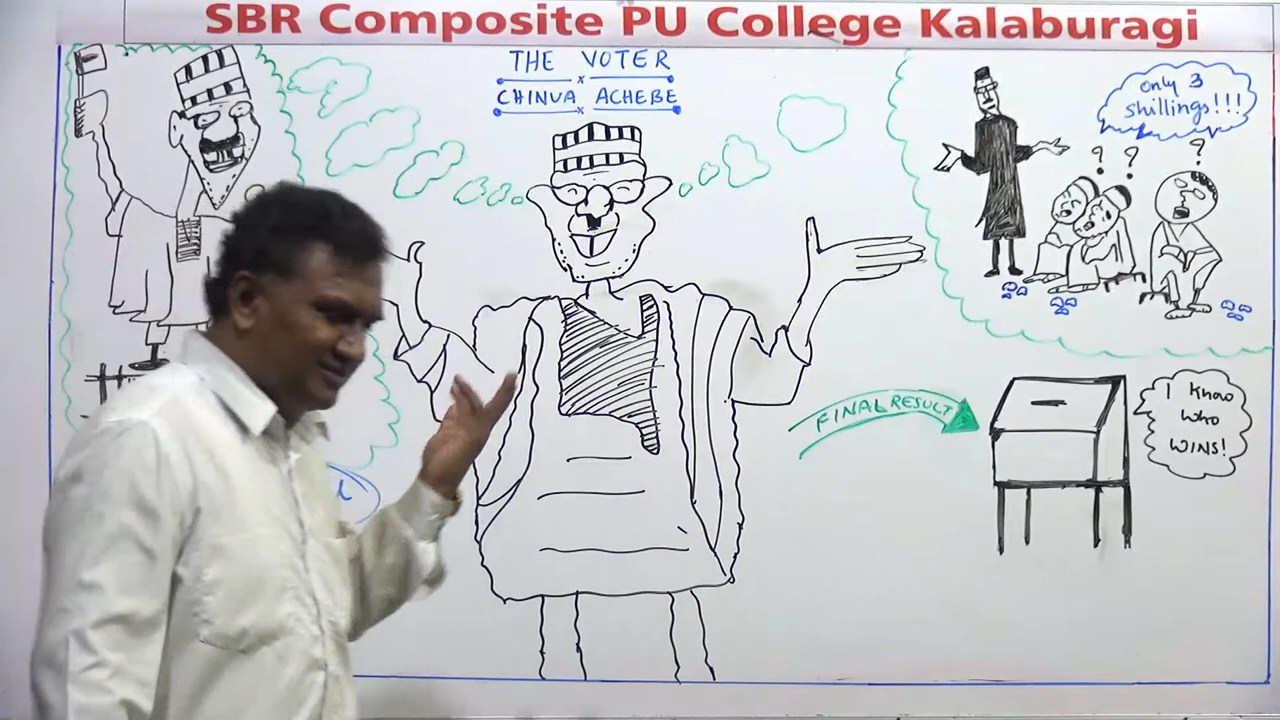 SBR Composite PU College Kalaburagi
THE VOTER
x
CHINUA ACHEBE
x
Only 3
shillings!!!
? ? ?
FINAL RESULT
I Know
who
WINS!